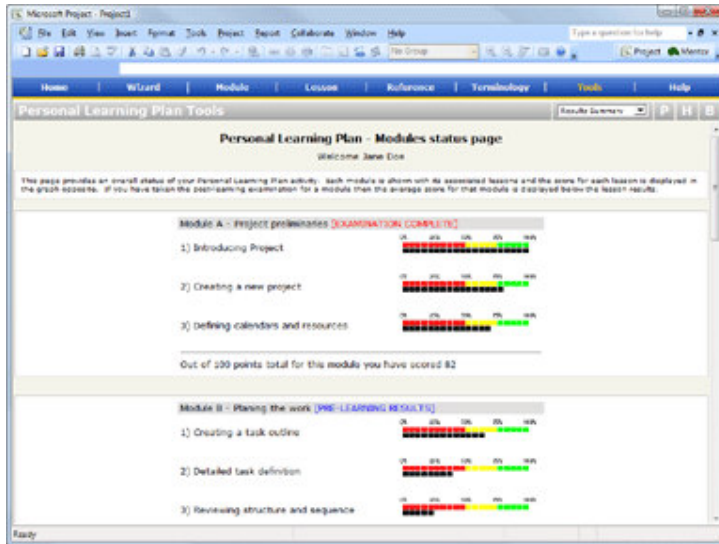 Microsoft Project - Project1
File Edit View Insert Format Tools Project Report Collaborate Window Help
Type a question for help
No Group
Project Mentor
Home Wizard Module Lesson Reference Terminology Tools Help
Personal Learning Plan Tools
Results Summary P H B
Personal Learning Plan - Modules status page
Welcome Jane Doe
This page provides an overall status of your Personal Learning Plan activity. Each module is shown with its associated lessons and the score for each lesson is displayed in
the graph opposite. If you have taken the post-learning examination for a module then the average score for that module is displayed below the lesson results.
Module A - Project preliminaries [EXAMINATION COMPLETE]
1) Introducing Project
2) Creating a new project
3) Defining calendars and resources
Out of 100 points total for this module you have scored 82
Module B - Planing the work [PRE-LEARNING RESULTS]
1) Creating a task outline
2) Detailed task definition
3) Reviewing structure and sequence
Ready